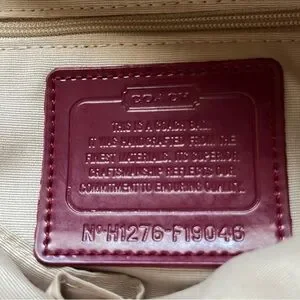 COACH
THIS IS A COACH BAG.
IT WAS HANDCRAFTED FROM THE
FINEST MATERIALS. ITS SUPERIOR
CRAFTSMANSHIP REFLECTS OUR
COMMITMENT TO ENDURING QUALITY.
Nº H1276-F19046